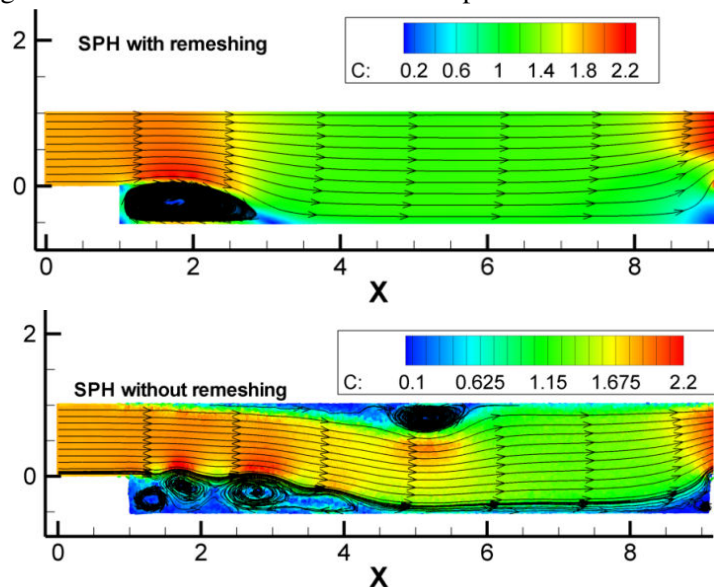 2
SPH with remeshing
C:
0.2 0.6 1 1.4 1.8 2.2
0
0 2 4 6 8
X
2
SPH without remeshing
C:
0.1 0.625 1.15 1.675 2.2
0
0 2 4 6 8
X